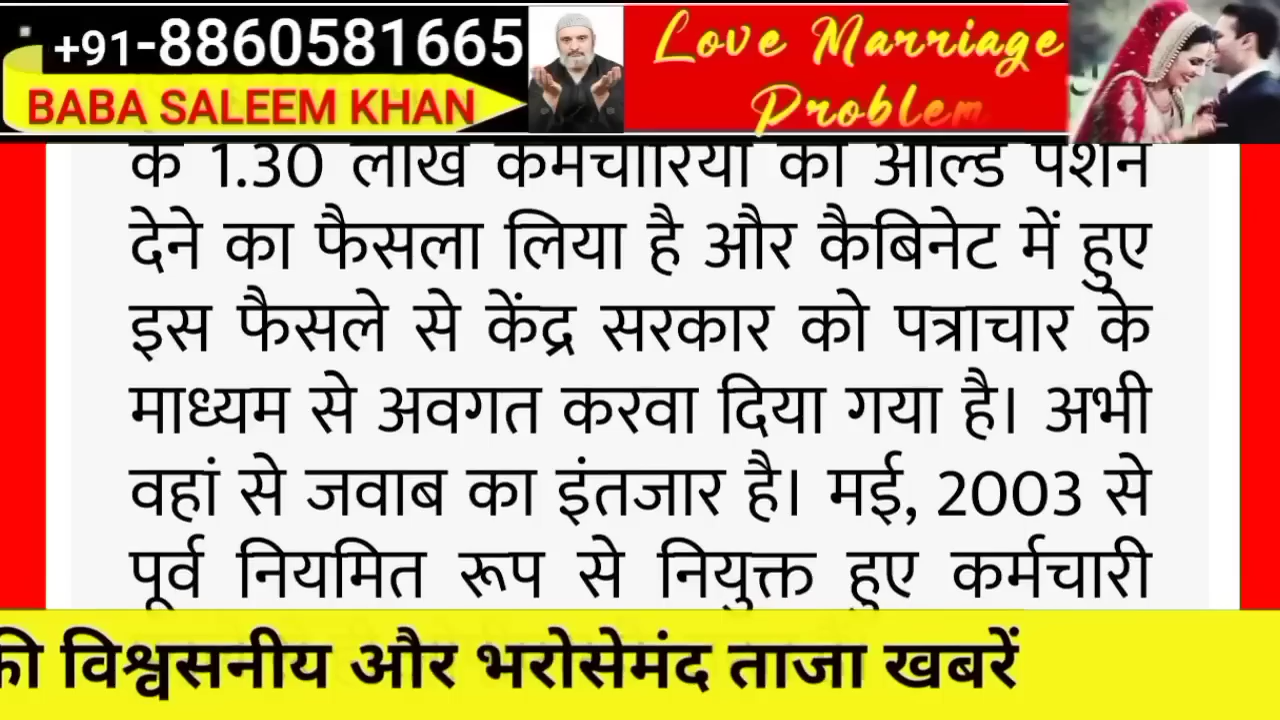 +91-8860581665
BABA SALEEM KHAN
Love Marriage
Problem
के 1.30 लाख कर्मचारियों को ओल्ड पेंशन
देने का फैसला लिया है और कैबिनेट में हुए
इस फैसले से केंद्र सरकार को पत्राचार के
माध्यम से अवगत करवा दिया गया है। अभी
वहां से जवाब का इंतजार है। मई, 2003 से
पूर्व नियमित रूप से नियुक्त हुए कर्मचारी
की विश्वसनीय और भरोसेमंद ताजा खबरें